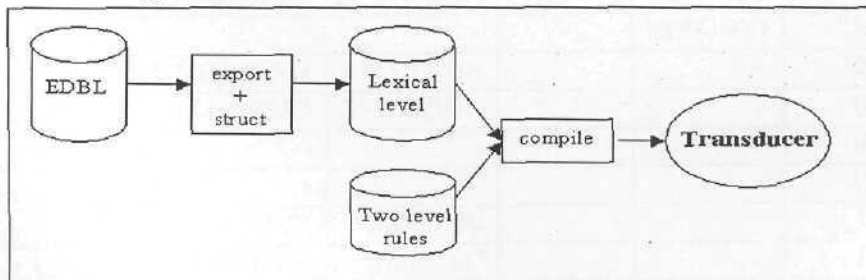 EDBL
export
+
struct
Lexical
level
compile
Transducer
Two level
rules